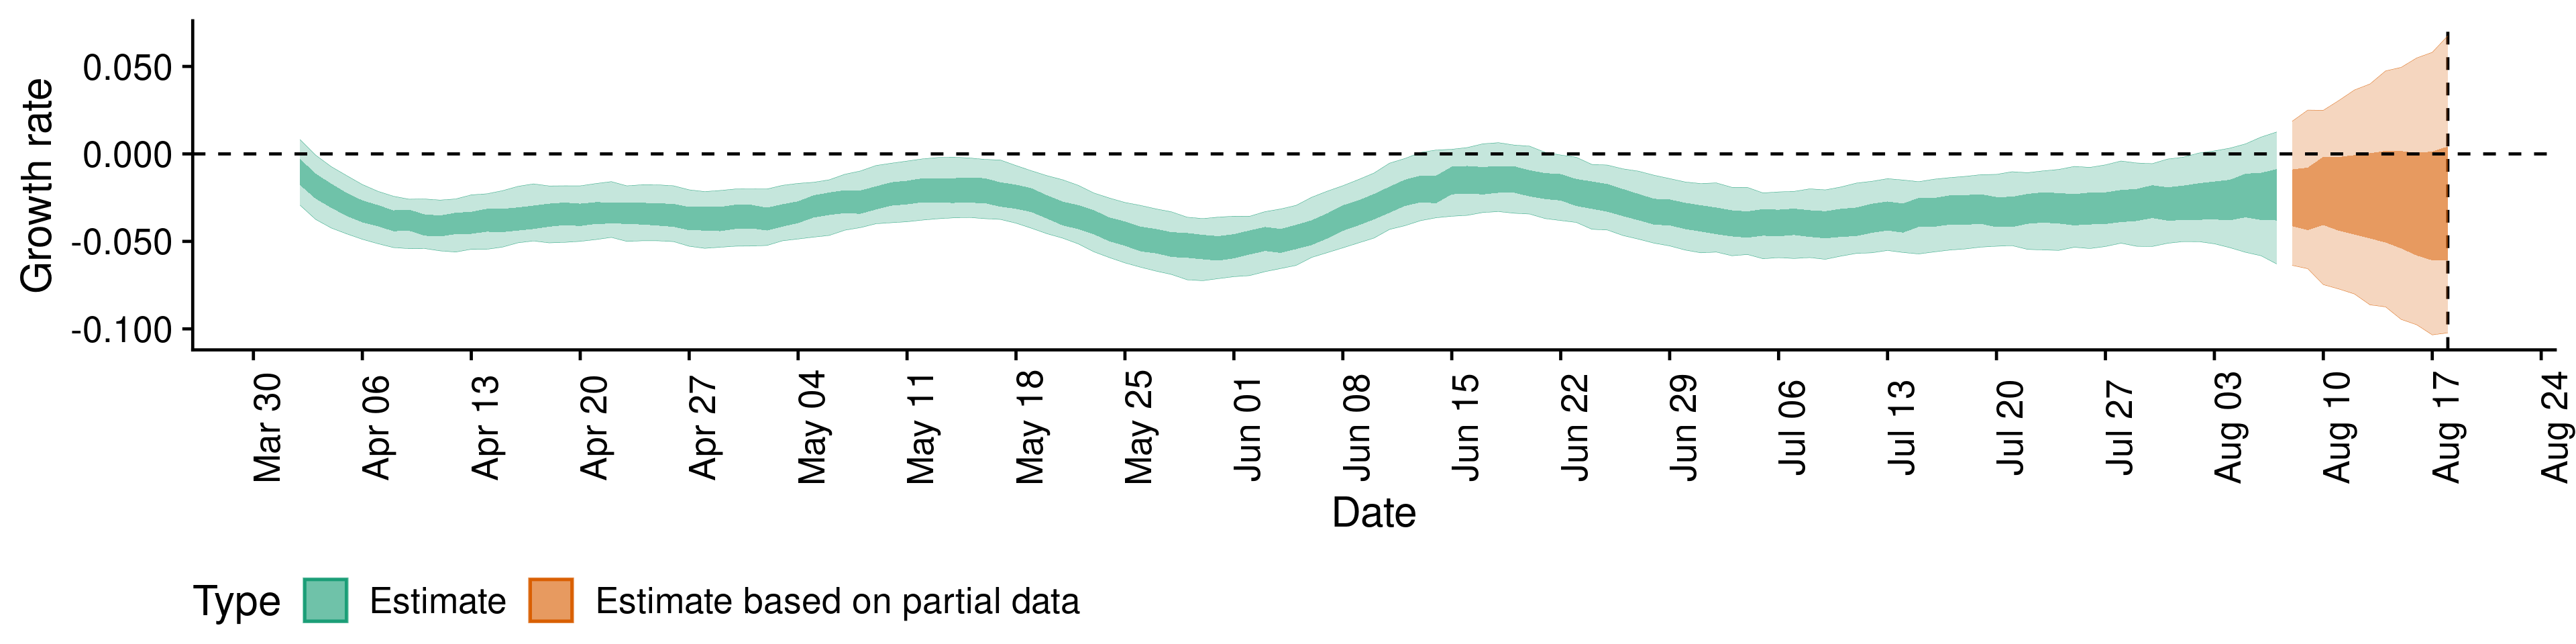 Growth rate
0.050
0.000
-0.050
-0.100
Mar 30
Apr 06
Apr 13
Apr 20
Apr 27
May 04
May 11
May 18
May 25
Jun 01
Jun 08
Jun 15
Jun 22
Jun 29
Jul 06
Jul 13
Jul 20
Jul 27
Aug 03
Aug 10
Aug 17
Aug 24
Date
Type Estimate Estimate based on partial data